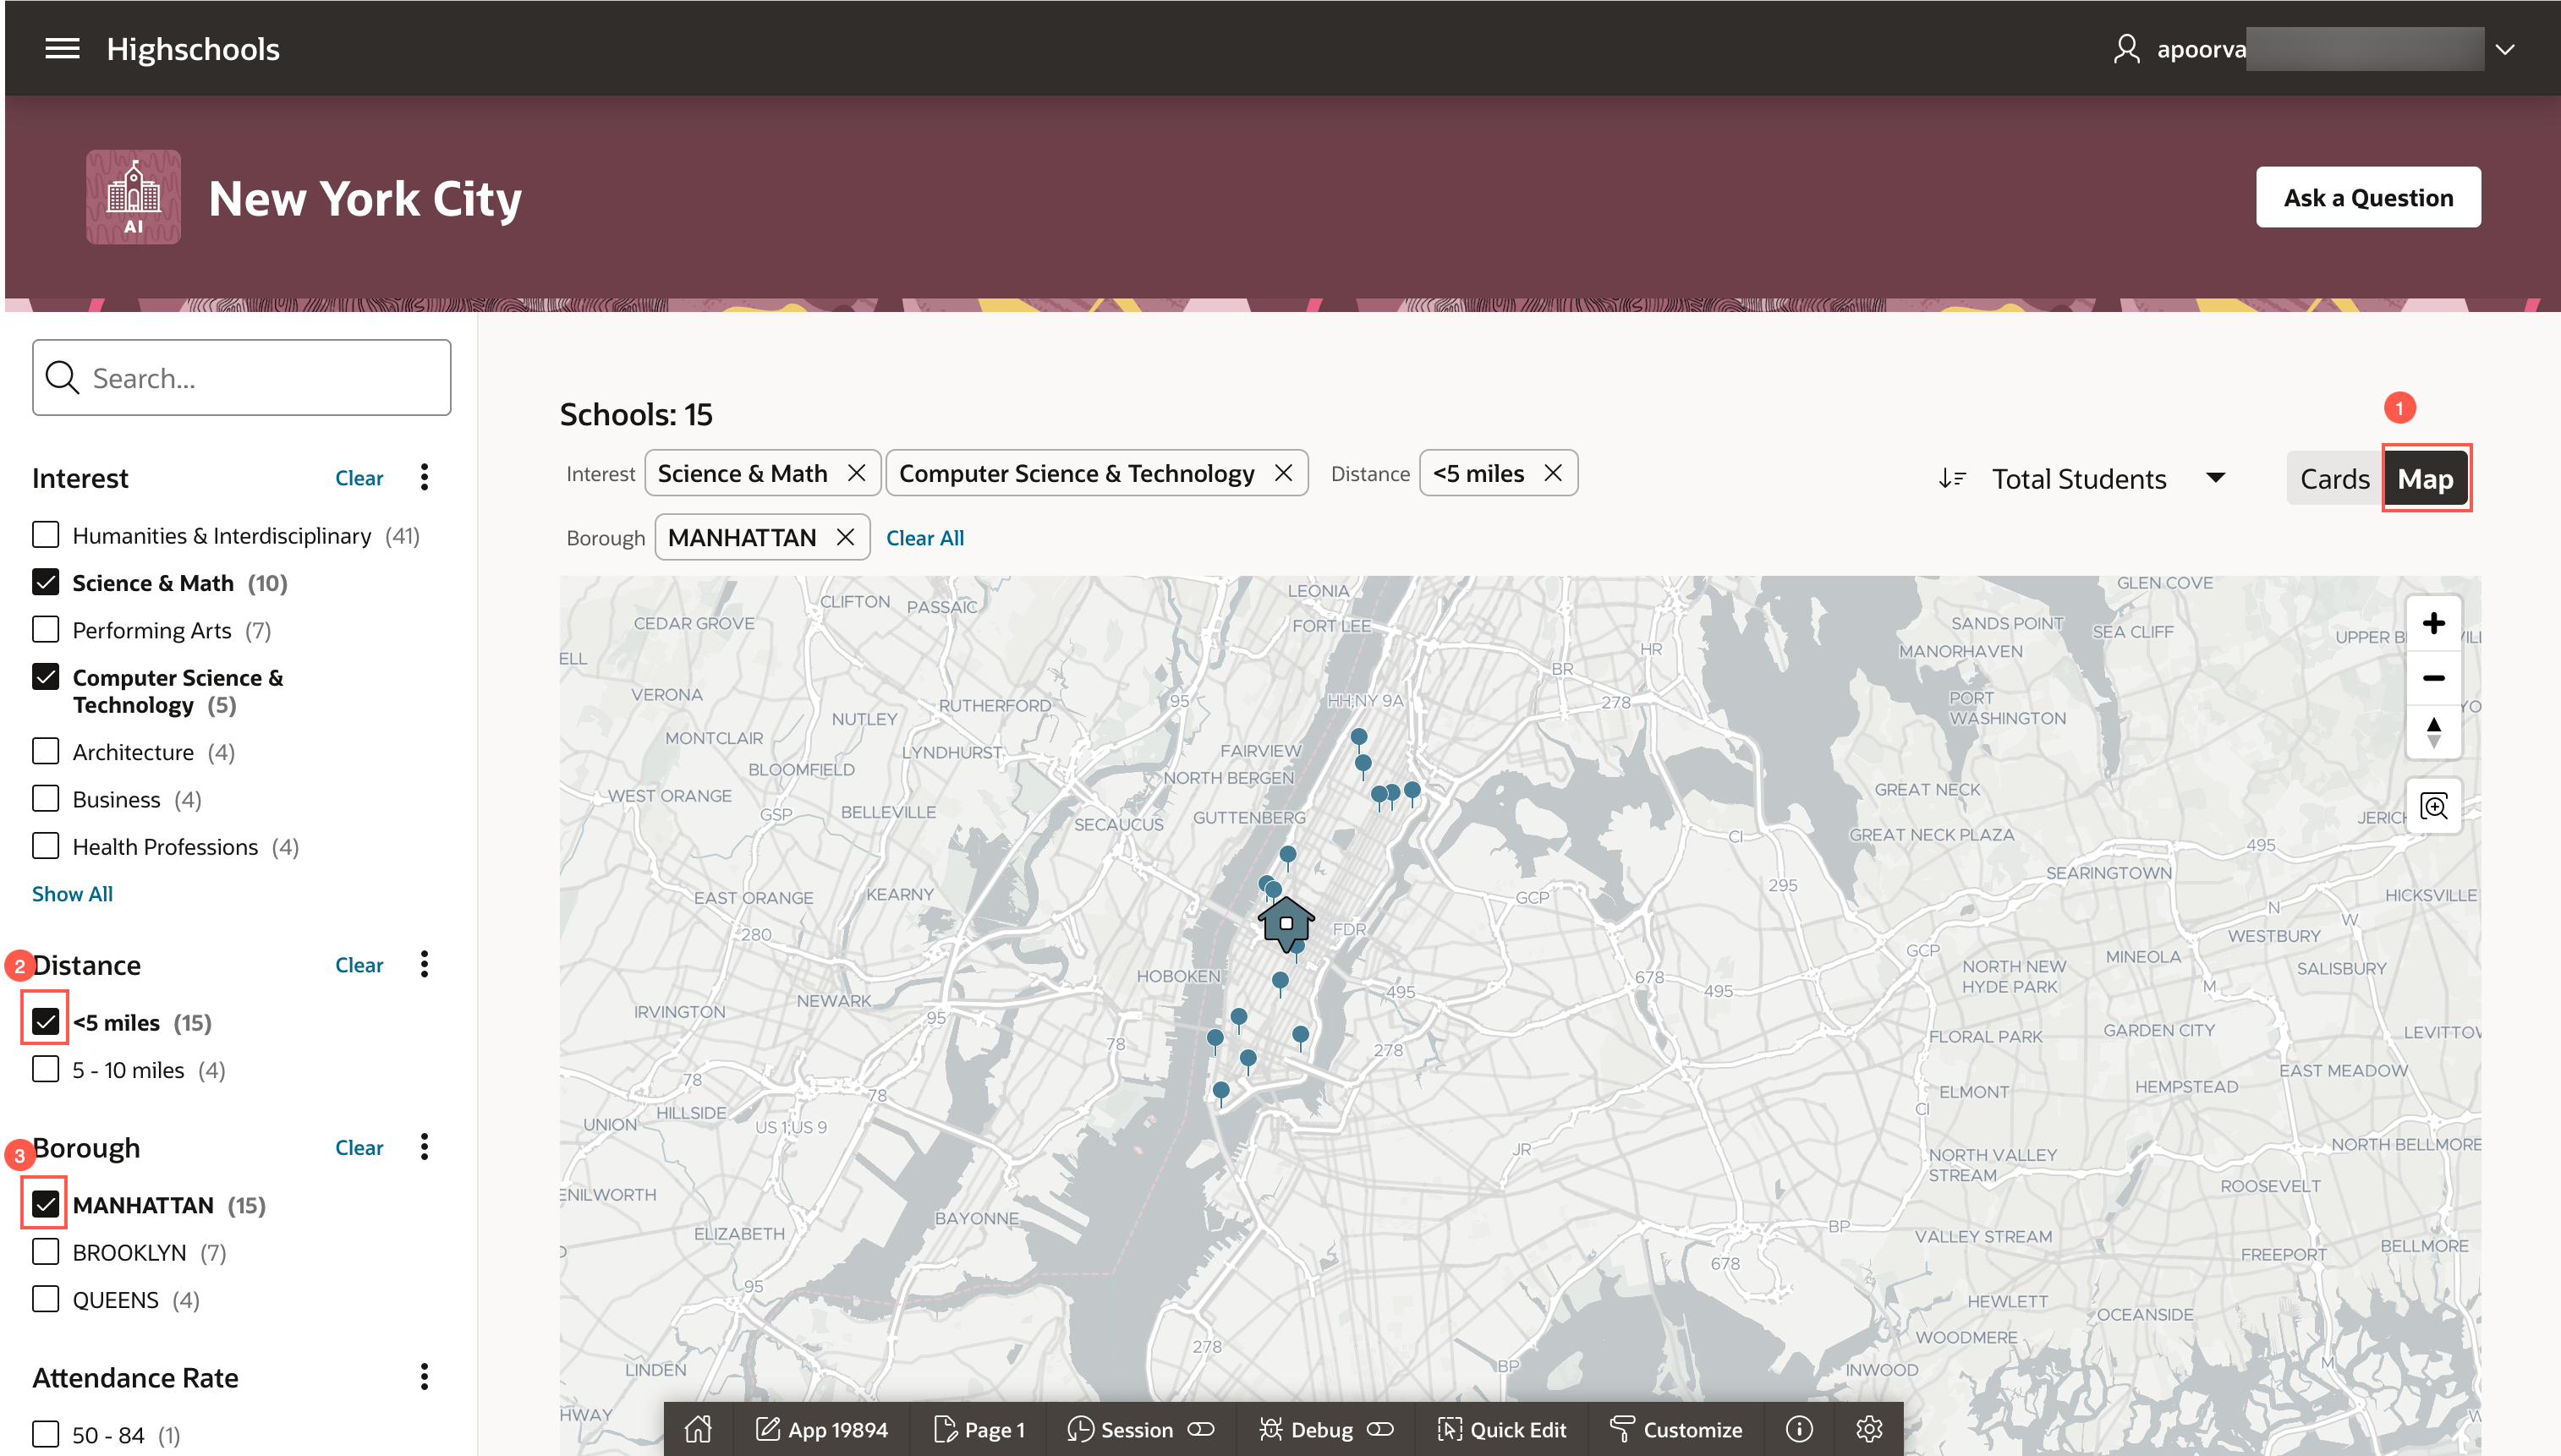 Highschools
apoorva
AI
New York City
Ask a Question
Search...
Interest
Clear
Humanities & Interdisciplinary (41)
Science & Math (10)
Performing Arts (7)
Computer Science &
Technology (5)
Architecture (4)
Business (4)
Health Professions (4)
Show All
2
Distance
Clear
<5 miles (15)
5 - 10 miles (4)
3
Borough
Clear
MANHATTAN (15)
BROOKLYN (7)
QUEENS (4)
Attendance Rate
50 - 84 (1)
Schools: 15
Interest
Science & Math
Computer Science & Technology
Distance
<5 miles
Borough
MANHATTAN
Clear All
Total Students
1
Cards
Map
LEONIA
GLEN COVE
CLIFTON
PASSAIC
CEDAR GROVE
FORT LEE
SANDS POINT
SEA CLIFF
UPPER B
VIL
ELL
HR
MANORHAVEN
BR
VERONA
95
HH;NY 9A
278
PORT
WASHINGTON
YO
RUTHERFORD
NUTLEY
MONTCLAIR
LYNDHURST
FAIRVIEW
BLOOMFIELD
NORTH BERGEN
WEST ORANGE
GREAT NECK
GSP
BELLEVILLE
SECAUCUS
GUTTENBERG
JERICH
CI
GREAT NECK PLAZA
495
SEARINGTOWN
295
EAST ORANGE
KEARNY
GCP
HICKSVILLE
N
W
280
FDR
WESTBURY
GCP
MINELOA
HOBOKEN
678
495
495
NORTH NEW
HYDE PARK
SALISBURY
M
IRVINGTON
NEWARK
95
78
278
FLORAL PARK
GARDEN CITY
LEVITTOW
78
78
EAST MEADOW
ELMONT
HEMPSTEAD
CI
UNION
HILLSIDE
US 1;US 9
JR
NORTH VALLEY
STREAM
NORTH BELLMORE
ENILWORTH
ROOSEVELT
ELIZABETH
BAYONNE
BP
VALLEY STREAM
FREEPORT
BELLMORE
678
95
HEWLETT
OCEANSIDE
278
WOODMERE
LINDEN
BP
INWOOD
M
HWAY
W
App 19894
Page 1
Session
Debug
Quick Edit
Customize